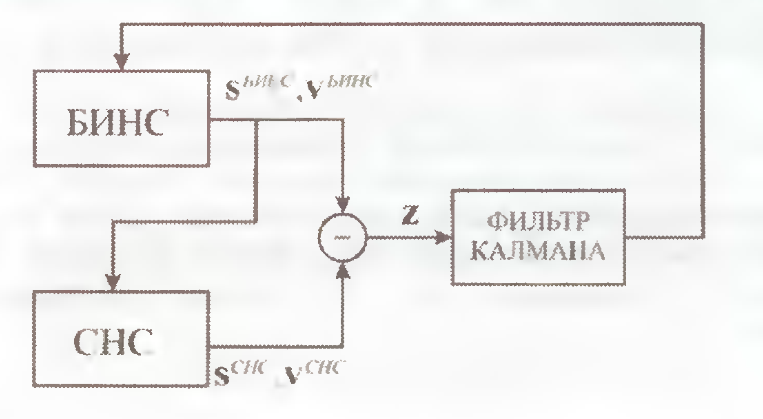 s^БИНС, v^БИНС
БИНС
z
ФИЛЬТР
КАЛМАНА
−
СНС
s^СНС, v^СНС